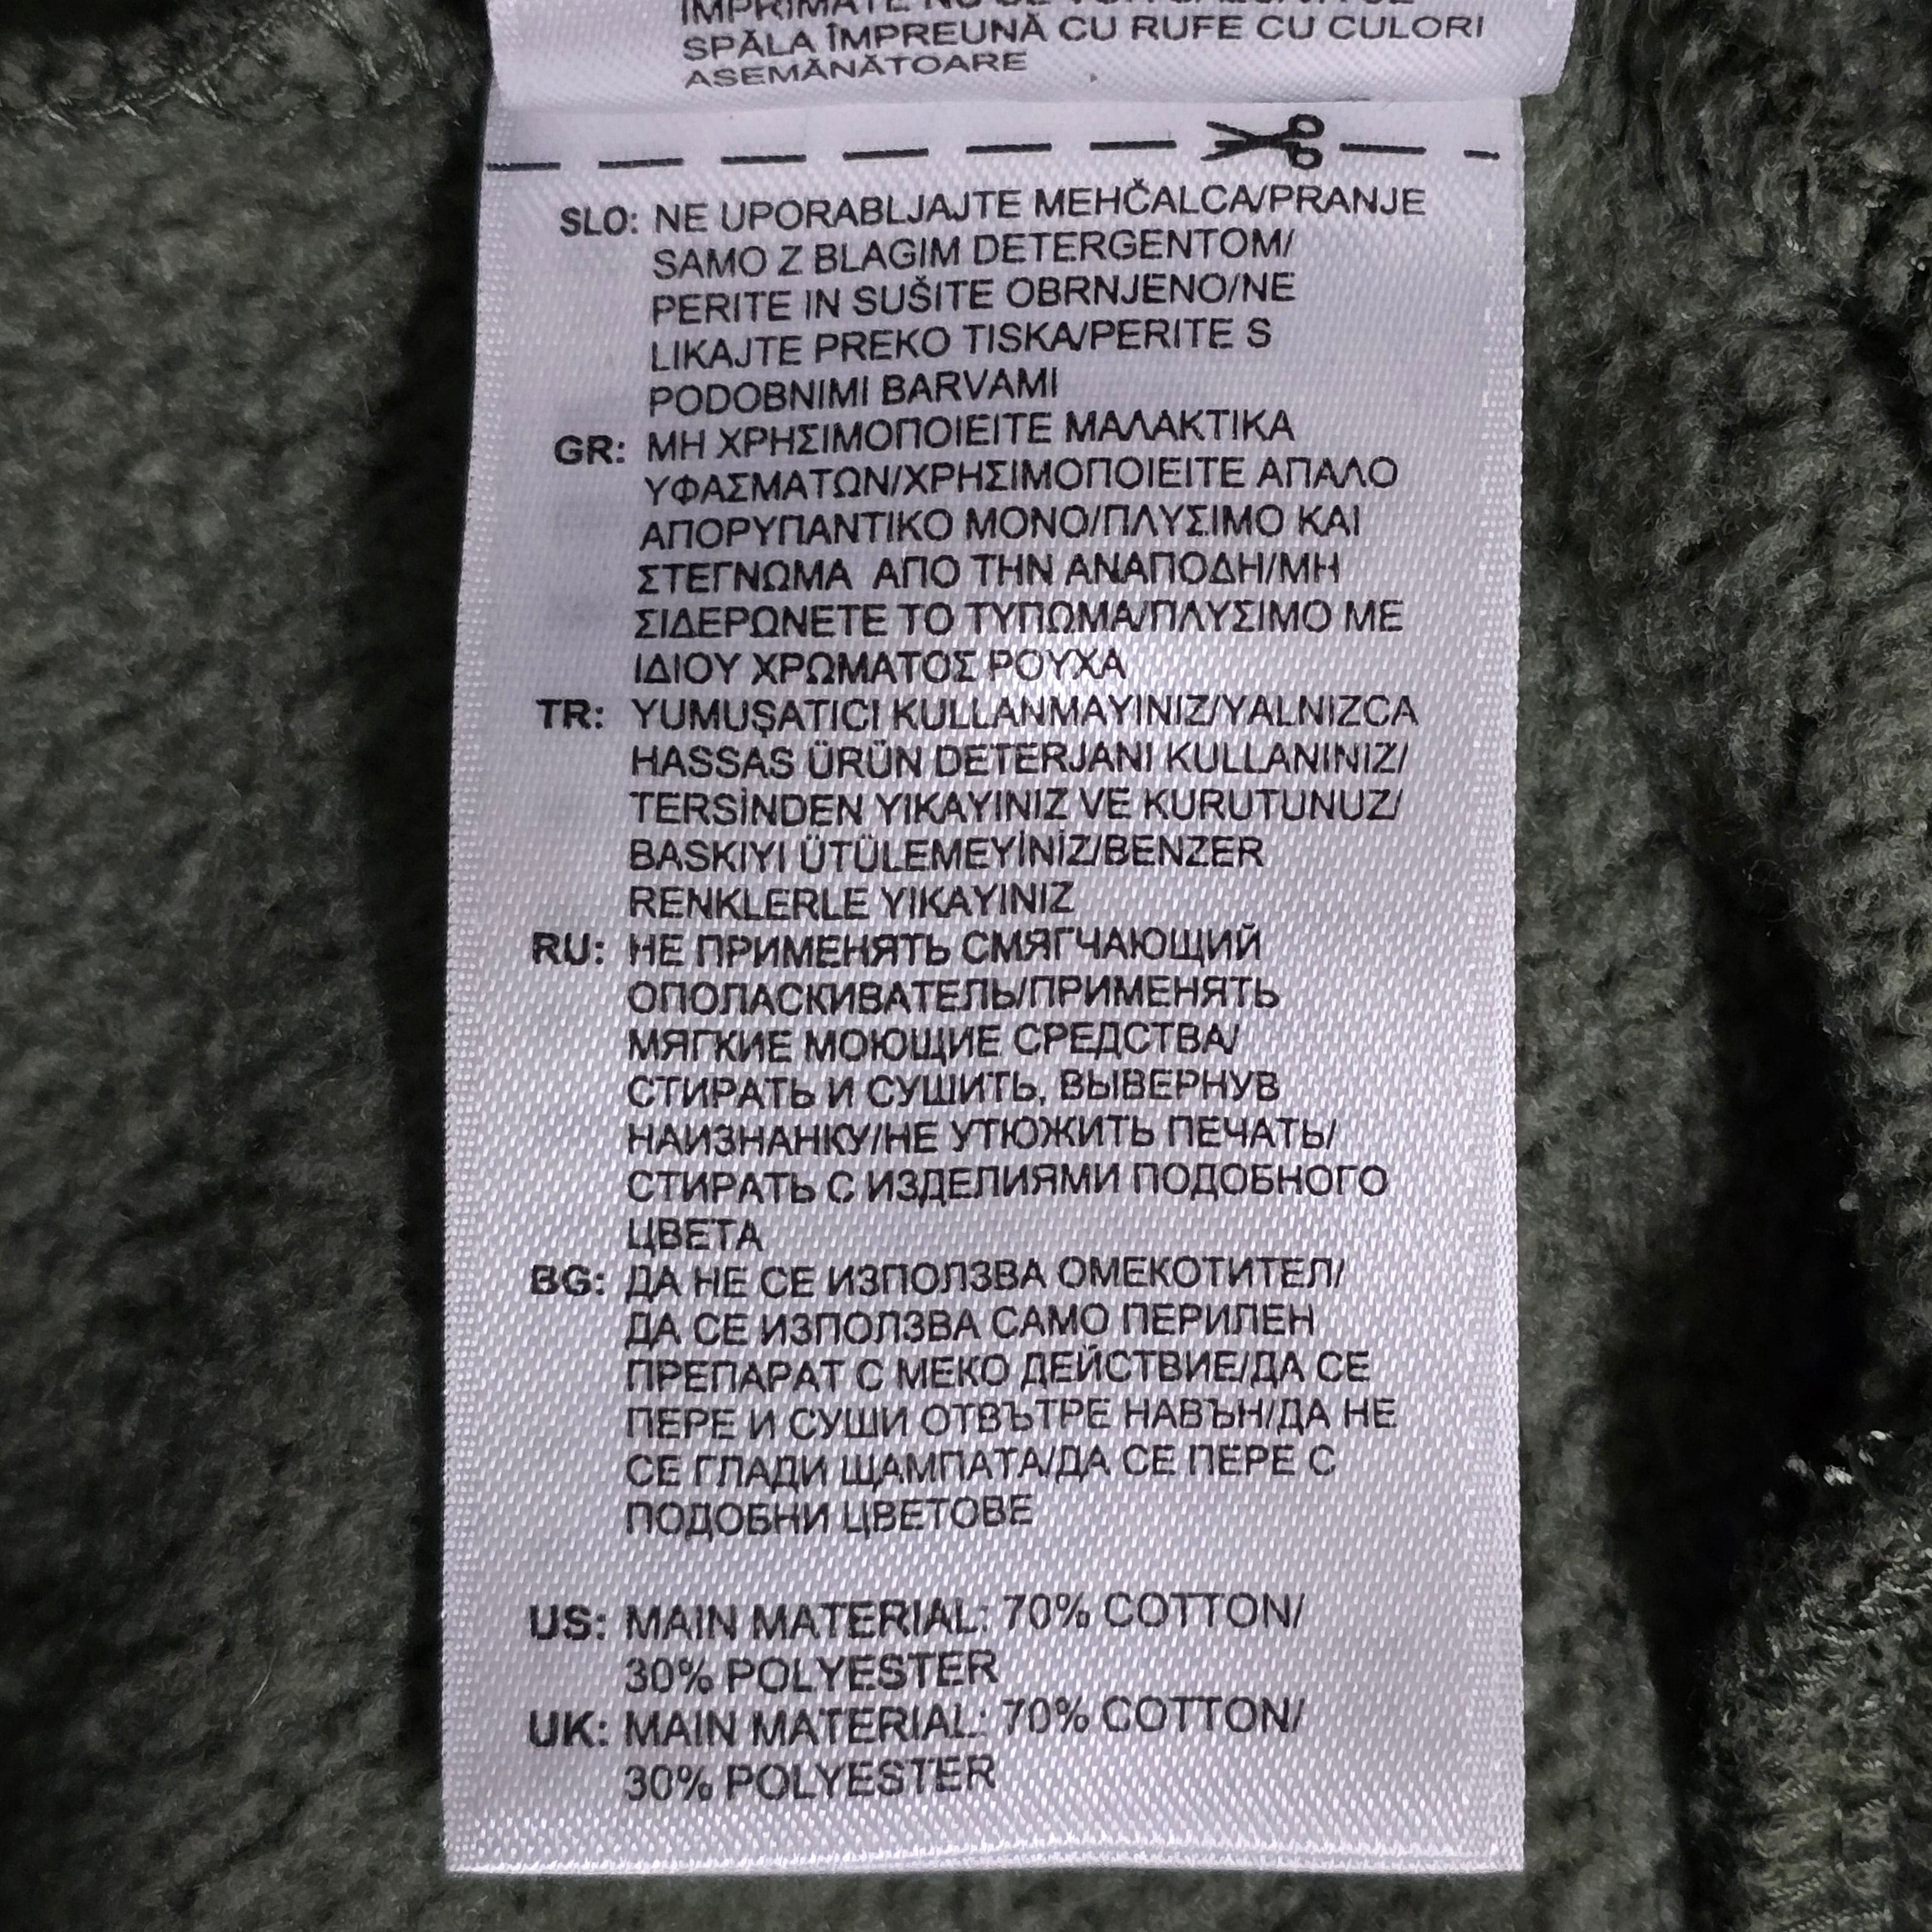 SPĂLA ÎMPREUNĂ CU RUFE CU CULORI
ASEMĂNĂTOARE
SLO: NE UPORABLJAJTE MEHČALCA/PRANJE
SAMO Z BLAGIM DETERGENTOM/
PERITE IN SUŠITE OBRNJENO/NE
LIKAJTE PREKO TISKA/PERITE S
PODOBNIMI BARVAMI
GR: ΜΗ ΧΡΗΣΙΜΟΠΟΙΕΙΤΕ ΜΑΛΑΚΤΙΚΑ
ΥΦΑΣΜΑΤΩΝ/ΧΡΗΣΙΜΟΠΟΙΕΙΤΕ ΑΠΑΛΟ
ΑΠΟΡΥΠΑΝΤΙΚΟ ΜΟΝΟ/ΠΛΥΣΙΜΟ ΚΑΙ
ΣΤΕΓΝΩΜΑ ΑΠΟ ΤΗΝ ΑΝΑΠΟΔΗ/ΜΗ
ΣΙΔΕΡΩΝΕΤΕ ΤΟ ΤΥΠΩΜΑ/ΠΛΥΣΙΜΟ ΜΕ
ΙΔΙΟΥ ΧΡΩΜΑΤΟΣ ΡΟΥΧΑ
TR: YUMUŞATICI KULLANMAYINIZ/YALNIZCA
HASSAS ÜRÜN DETERJANI KULLANINIZ/
TERSİNDEN YIKAYINIZ VE KURUTUNUZ/
BASKIYI ÜTÜLEMEYİNİZ/BENZER
RENKLERLE YIKAYINIZ
RU: НЕ ПРИМЕНЯТЬ СМЯГЧАЮЩИЙ
ОПОЛАСКИВАТЕЛЬ/ПРИМЕНЯТЬ
МЯГКИЕ МОЮЩИЕ СРЕДСТВА/
СТИРАТЬ И СУШИТЬ, ВЫВЕРНУВ
НАИЗНАНКУ/НЕ УТЮЖИТЬ ПЕЧАТЬ/
СТИРАТЬ С ИЗДЕЛИЯМИ ПОДОБНОГО
ЦВЕТА
BG: ДА НЕ СЕ ИЗПОЛЗВА ОМЕКОТИТЕЛ/
ДА СЕ ИЗПОЛЗВА САМО ПЕРИЛЕН
ПРЕПАРАТ С МЕКО ДЕЙСТВИЕ/ДА СЕ
ПЕРЕ И СУШИ ОТВЪТРЕ НАВЪН/ДА НЕ
СЕ ГЛАДИ ЩАМПАТА/ДА СЕ ПЕРЕ С
ПОДОБНИ ЦВЕТОВЕ
US: MAIN MATERIAL: 70% COTTON/
30% POLYESTER
UK: MAIN MATERIAL: 70% COTTON/
30% POLYESTER